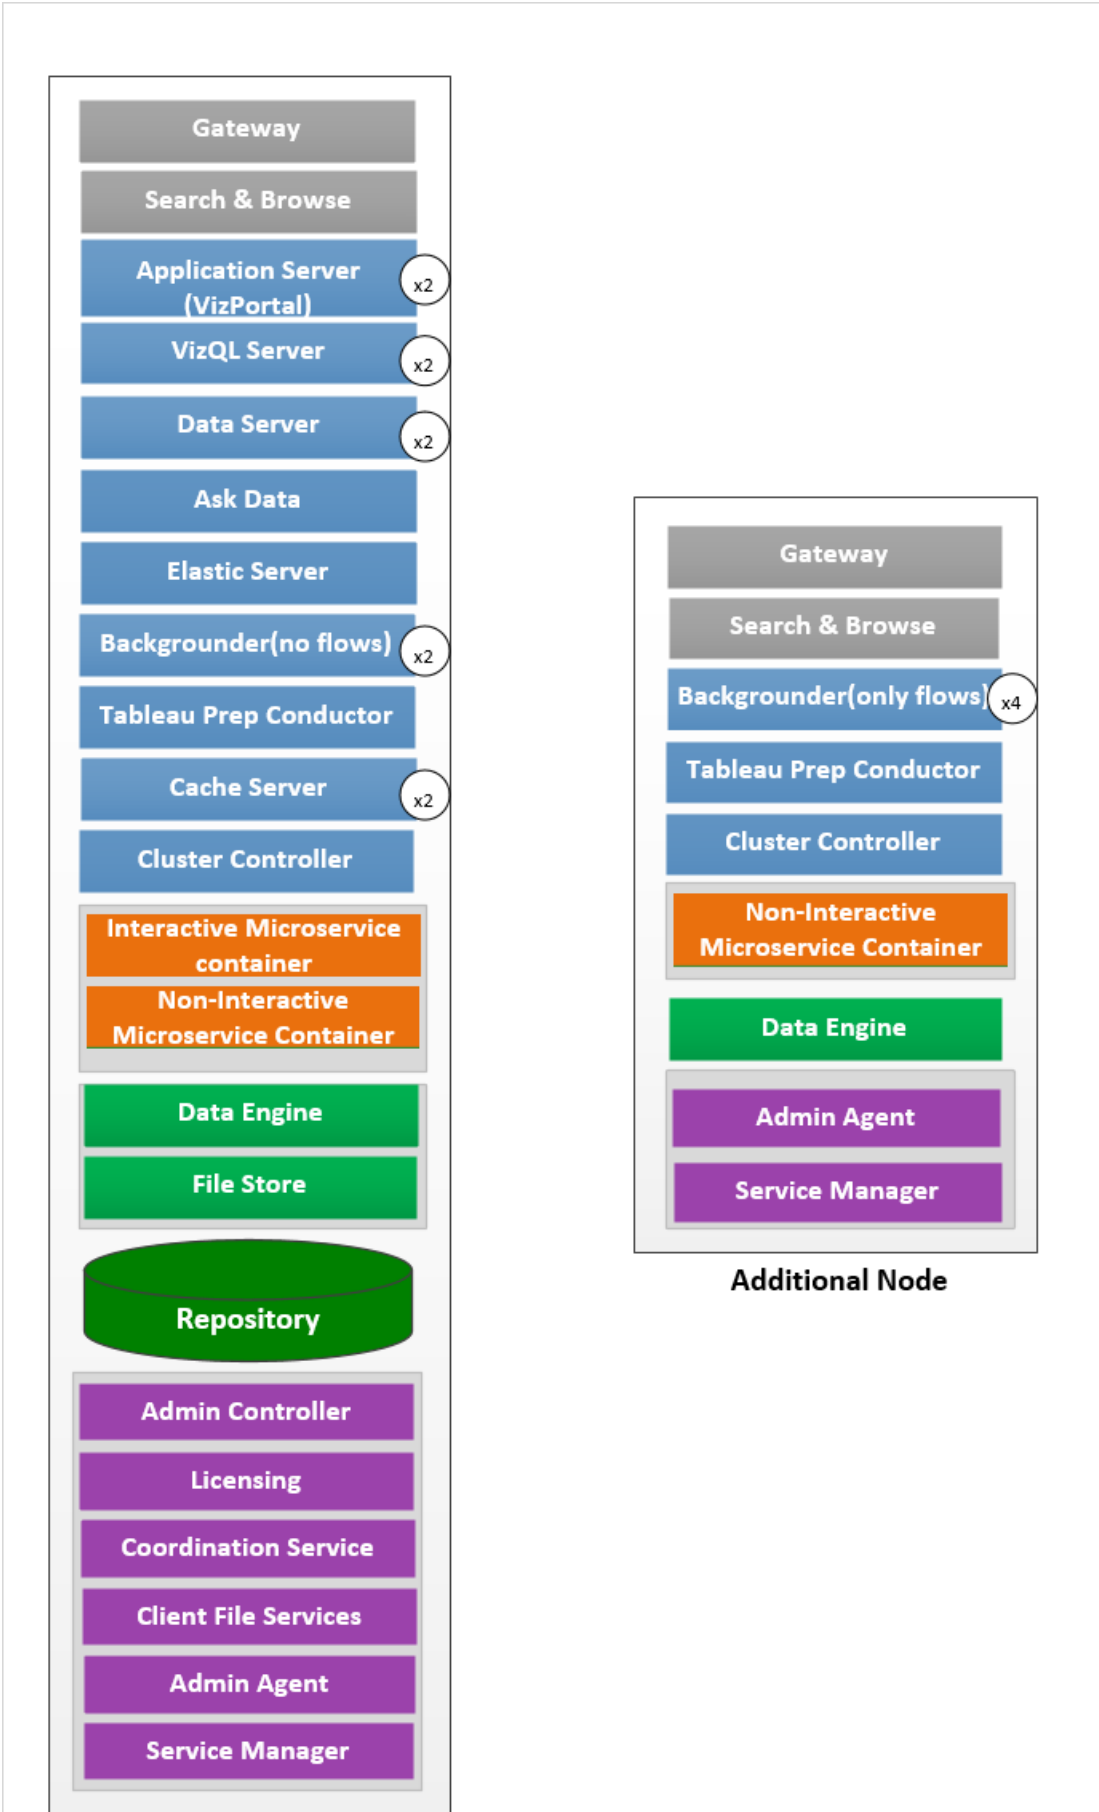 Gateway
Search & Browse
Application Server
(VizPortal)
x2
VizQL Server
x2
Data Server
x2
Ask Data
Elastic Server
Backgrounder(no flows)
x2
Tableau Prep Conductor
Cache Server
x2
Cluster Controller
Interactive Microservice
container
Non-Interactive
Microservice Container
Data Engine
File Store
Repository
Admin Controller
Licensing
Coordination Service
Client File Services
Admin Agent
Service Manager
Gateway
Search & Browse
Backgrounder(only flows)
x4
Tableau Prep Conductor
Cluster Controller
Non-Interactive
Microservice Container
Data Engine
Admin Agent
Service Manager
Additional Node